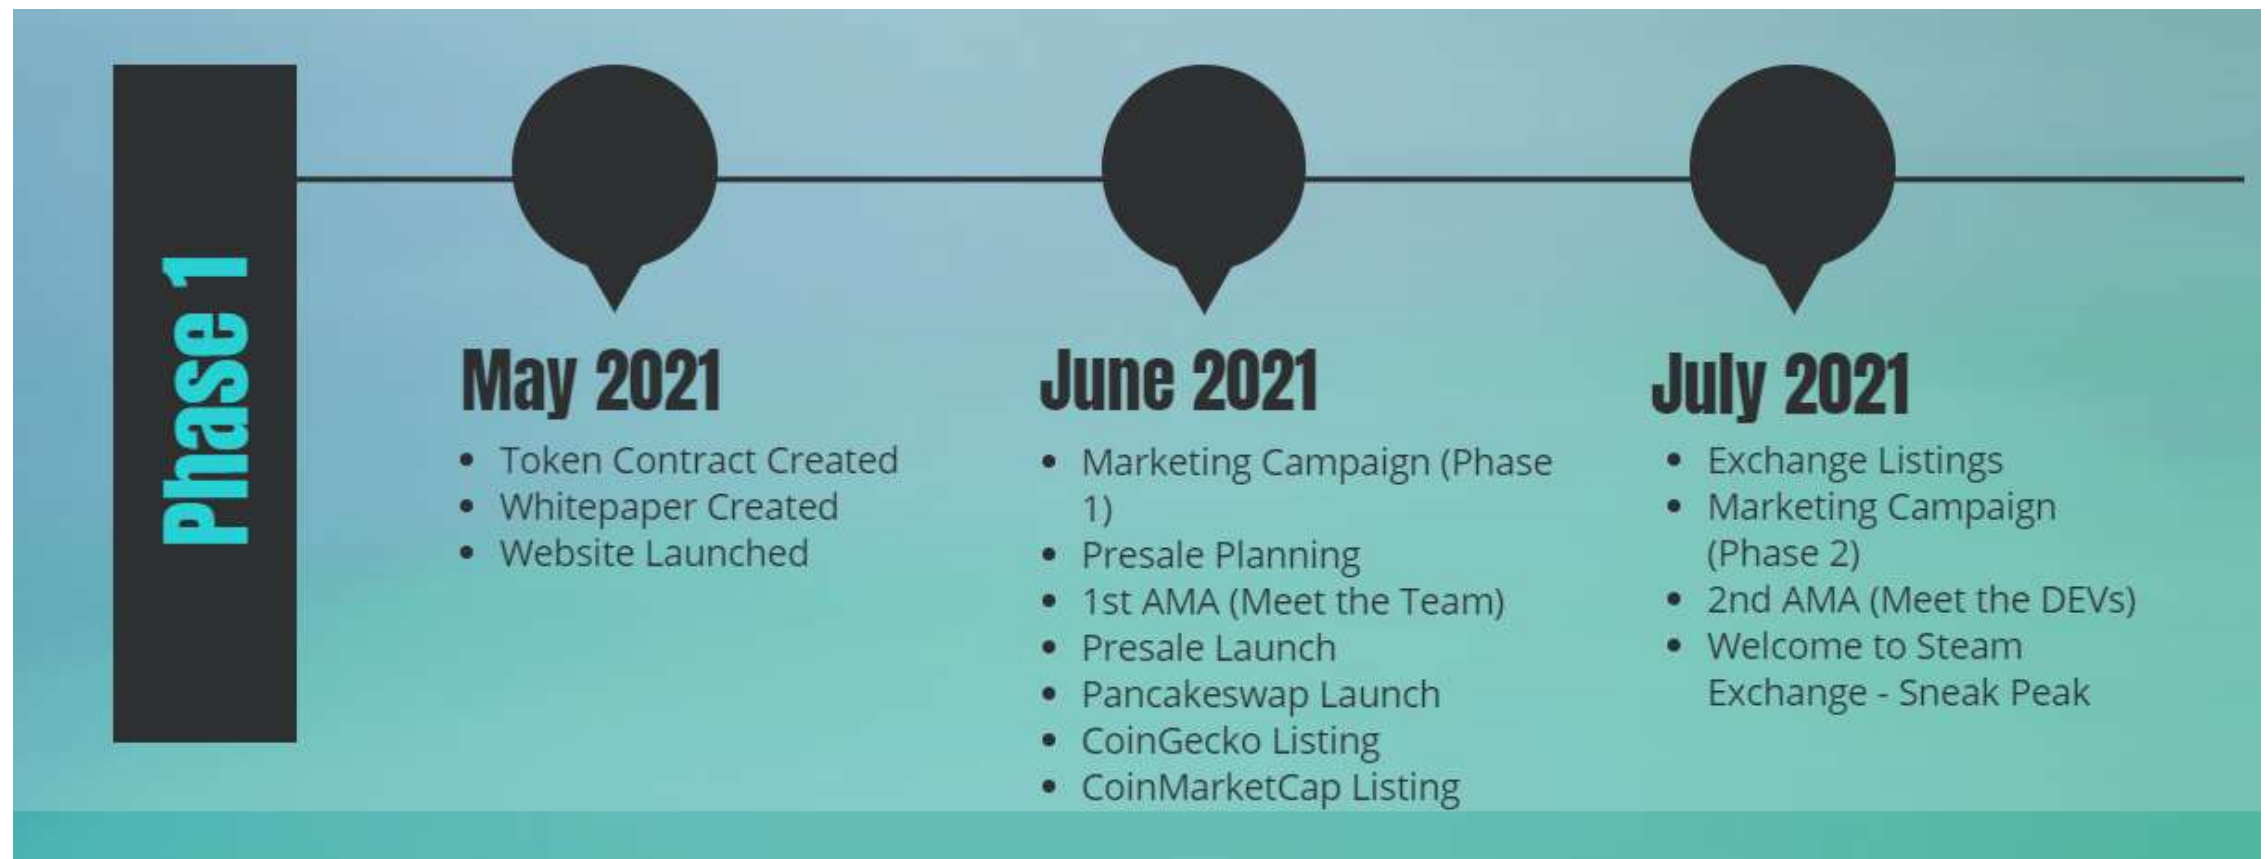 Phase 1
May 2021
• Token Contract Created
• Whitepaper Created
• Website Launched
June 2021
• Marketing Campaign (Phase
1)
• Presale Planning
• 1st AMA (Meet the Team)
• Presale Launch
• Pancakeswap Launch
• CoinGecko Listing
• CoinMarketCap Listing
July 2021
• Exchange Listings
• Marketing Campaign
(Phase 2)
• 2nd AMA (Meet the DEVs)
• Welcome to Steam
Exchange - Sneak Peak